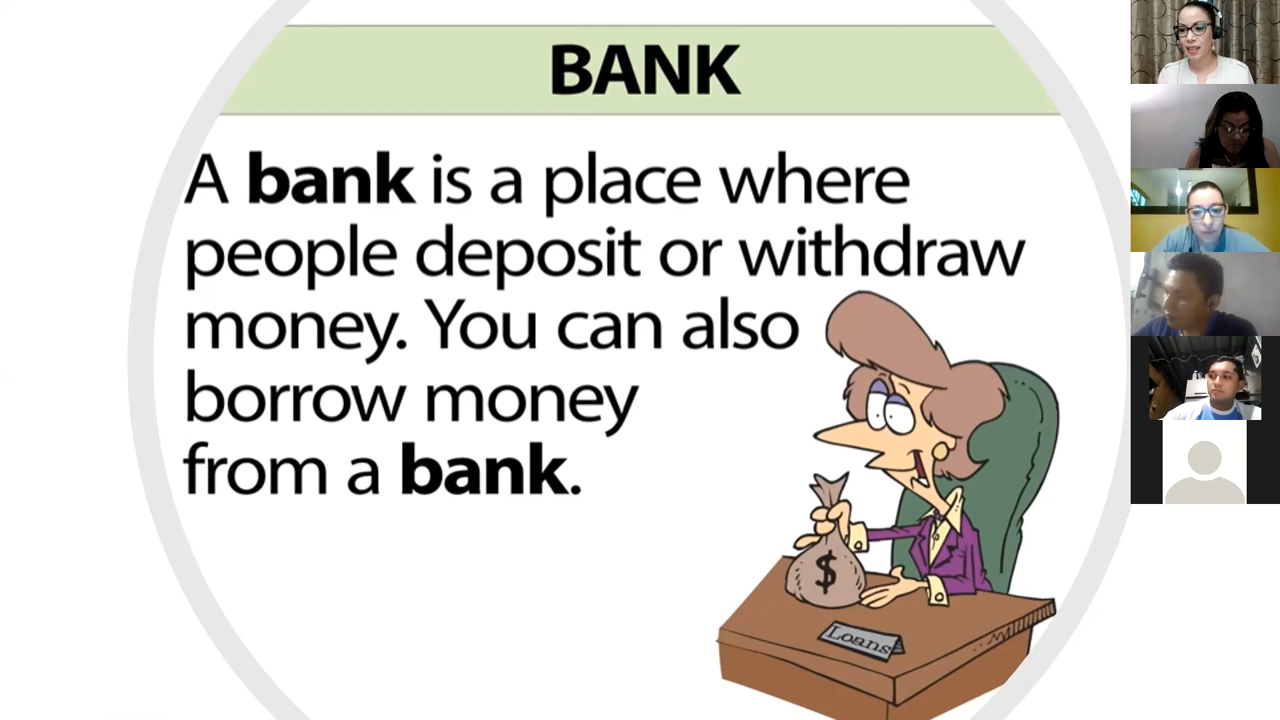 BANK
A bank is a place where
people deposit or withdraw
money. You can also
borrow money
from a bank.
$
Loans